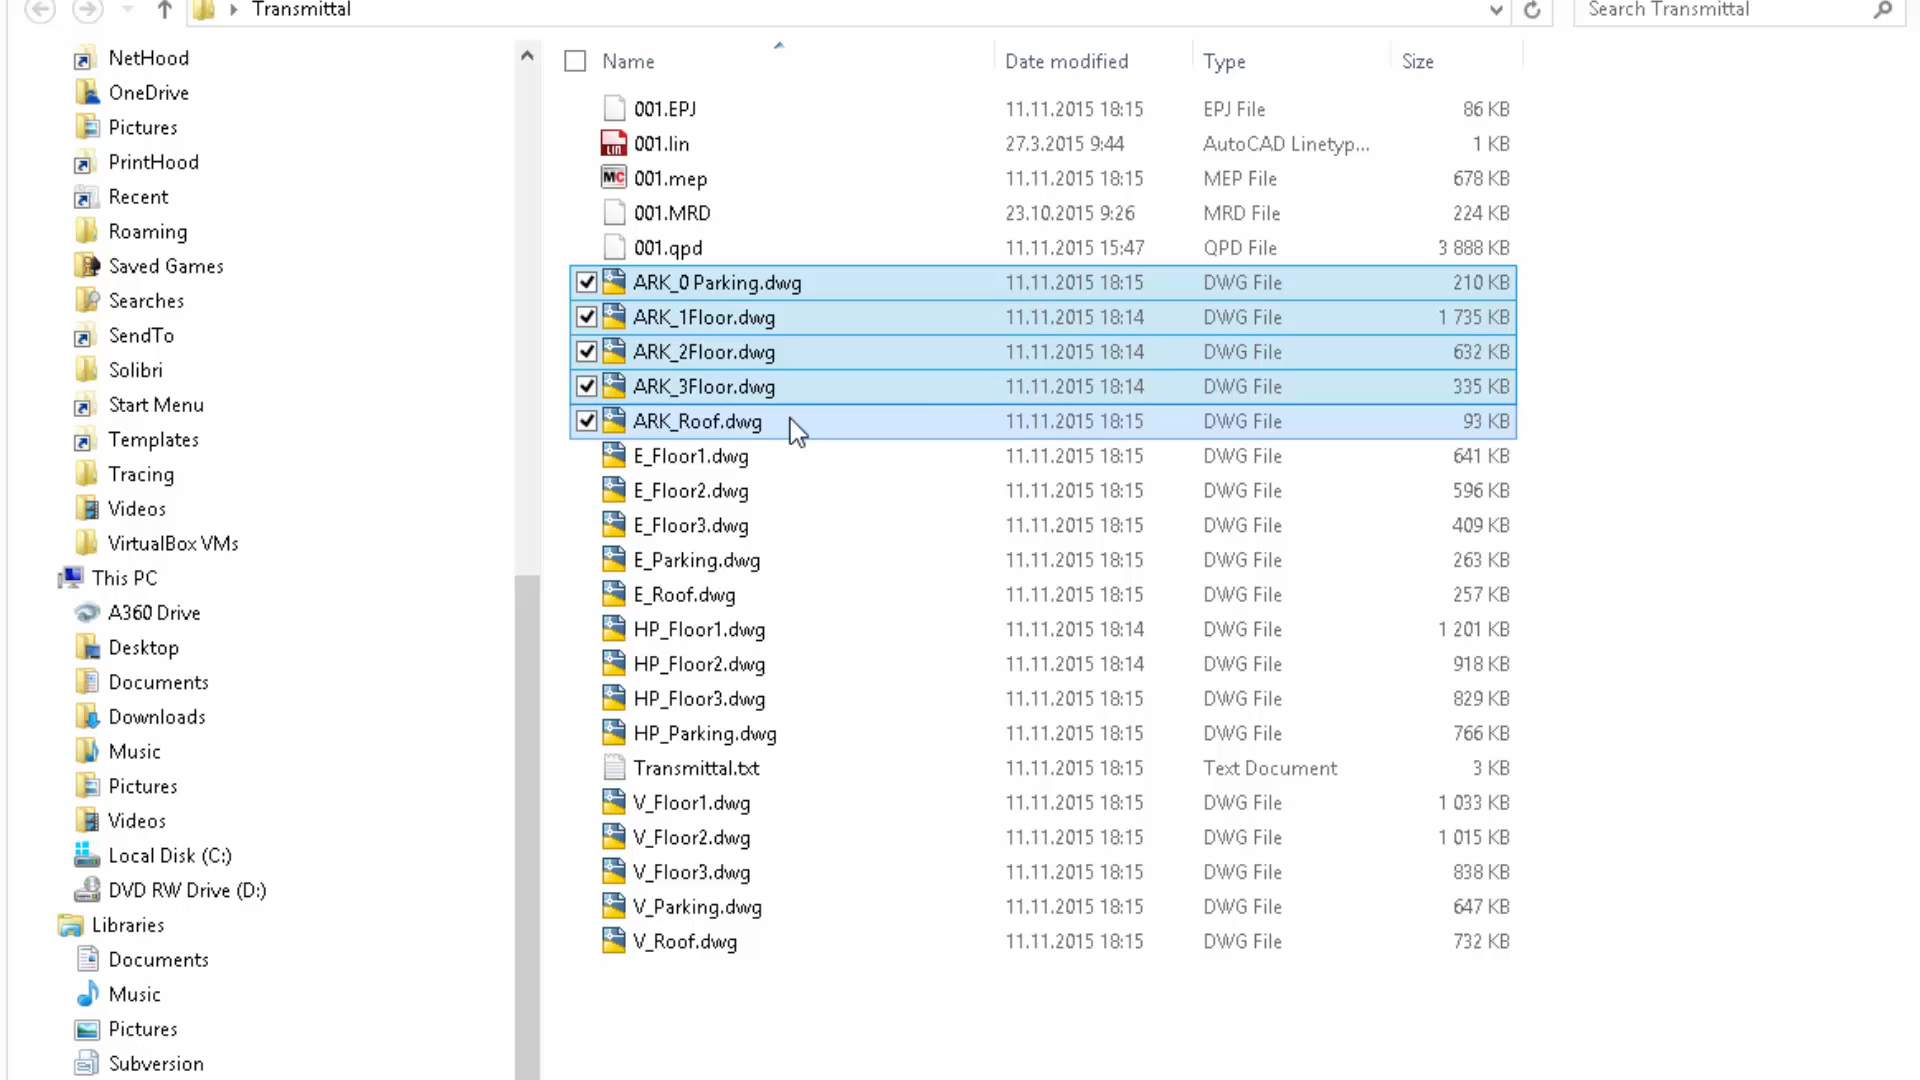 Transmittal
Search Transmittal
NetHood
OneDrive
Pictures
PrintHood
Recent
Roaming
Saved Games
Searches
SendTo
Solibri
Start Menu
Templates
Tracing
Videos
VirtualBox VMs
This PC
A360 Drive
Desktop
Documents
Downloads
Music
Pictures
Videos
Local Disk (C:)
DVD RW Drive (D:)
Libraries
Documents
Music
Pictures
Subversion
Name Date modified Type Size
001.EPJ 11.11.2015 18:15 EPJ File 86 KB
LIN 001.lin 27.3.2015 9:44 AutoCAD Linetyp... 1 KB
MC 001.mep 11.11.2015 18:15 MEP File 678 KB
001.MRD 23.10.2015 9:26 MRD File 224 KB
001.qpd 11.11.2015 15:47 QPD File 3 888 KB
ARK_0 Parking.dwg 11.11.2015 18:15 DWG File 210 KB
ARK_1Floor.dwg 11.11.2015 18:14 DWG File 1 735 KB
ARK_2Floor.dwg 11.11.2015 18:14 DWG File 632 KB
ARK_3Floor.dwg 11.11.2015 18:14 DWG File 335 KB
ARK_Roof.dwg 11.11.2015 18:15 DWG File 93 KB
E_Floor1.dwg 11.11.2015 18:15 DWG File 641 KB
E_Floor2.dwg 11.11.2015 18:15 DWG File 596 KB
E_Floor3.dwg 11.11.2015 18:15 DWG File 409 KB
E_Parking.dwg 11.11.2015 18:15 DWG File 263 KB
E_Roof.dwg 11.11.2015 18:15 DWG File 257 KB
HP_Floor1.dwg 11.11.2015 18:14 DWG File 1 201 KB
HP_Floor2.dwg 11.11.2015 18:14 DWG File 918 KB
HP_Floor3.dwg 11.11.2015 18:15 DWG File 829 KB
HP_Parking.dwg 11.11.2015 18:15 DWG File 766 KB
Transmittal.txt 11.11.2015 18:15 Text Document 3 KB
V_Floor1.dwg 11.11.2015 18:15 DWG File 1 033 KB
V_Floor2.dwg 11.11.2015 18:15 DWG File 1 015 KB
V_Floor3.dwg 11.11.2015 18:15 DWG File 838 KB
V_Parking.dwg 11.11.2015 18:15 DWG File 647 KB
V_Roof.dwg 11.11.2015 18:15 DWG File 732 KB